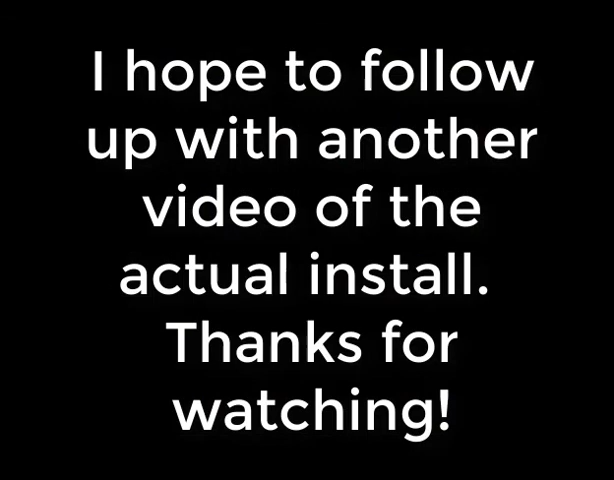 I hope to follow
up with another
video of the
actual install.
Thanks for
watching!